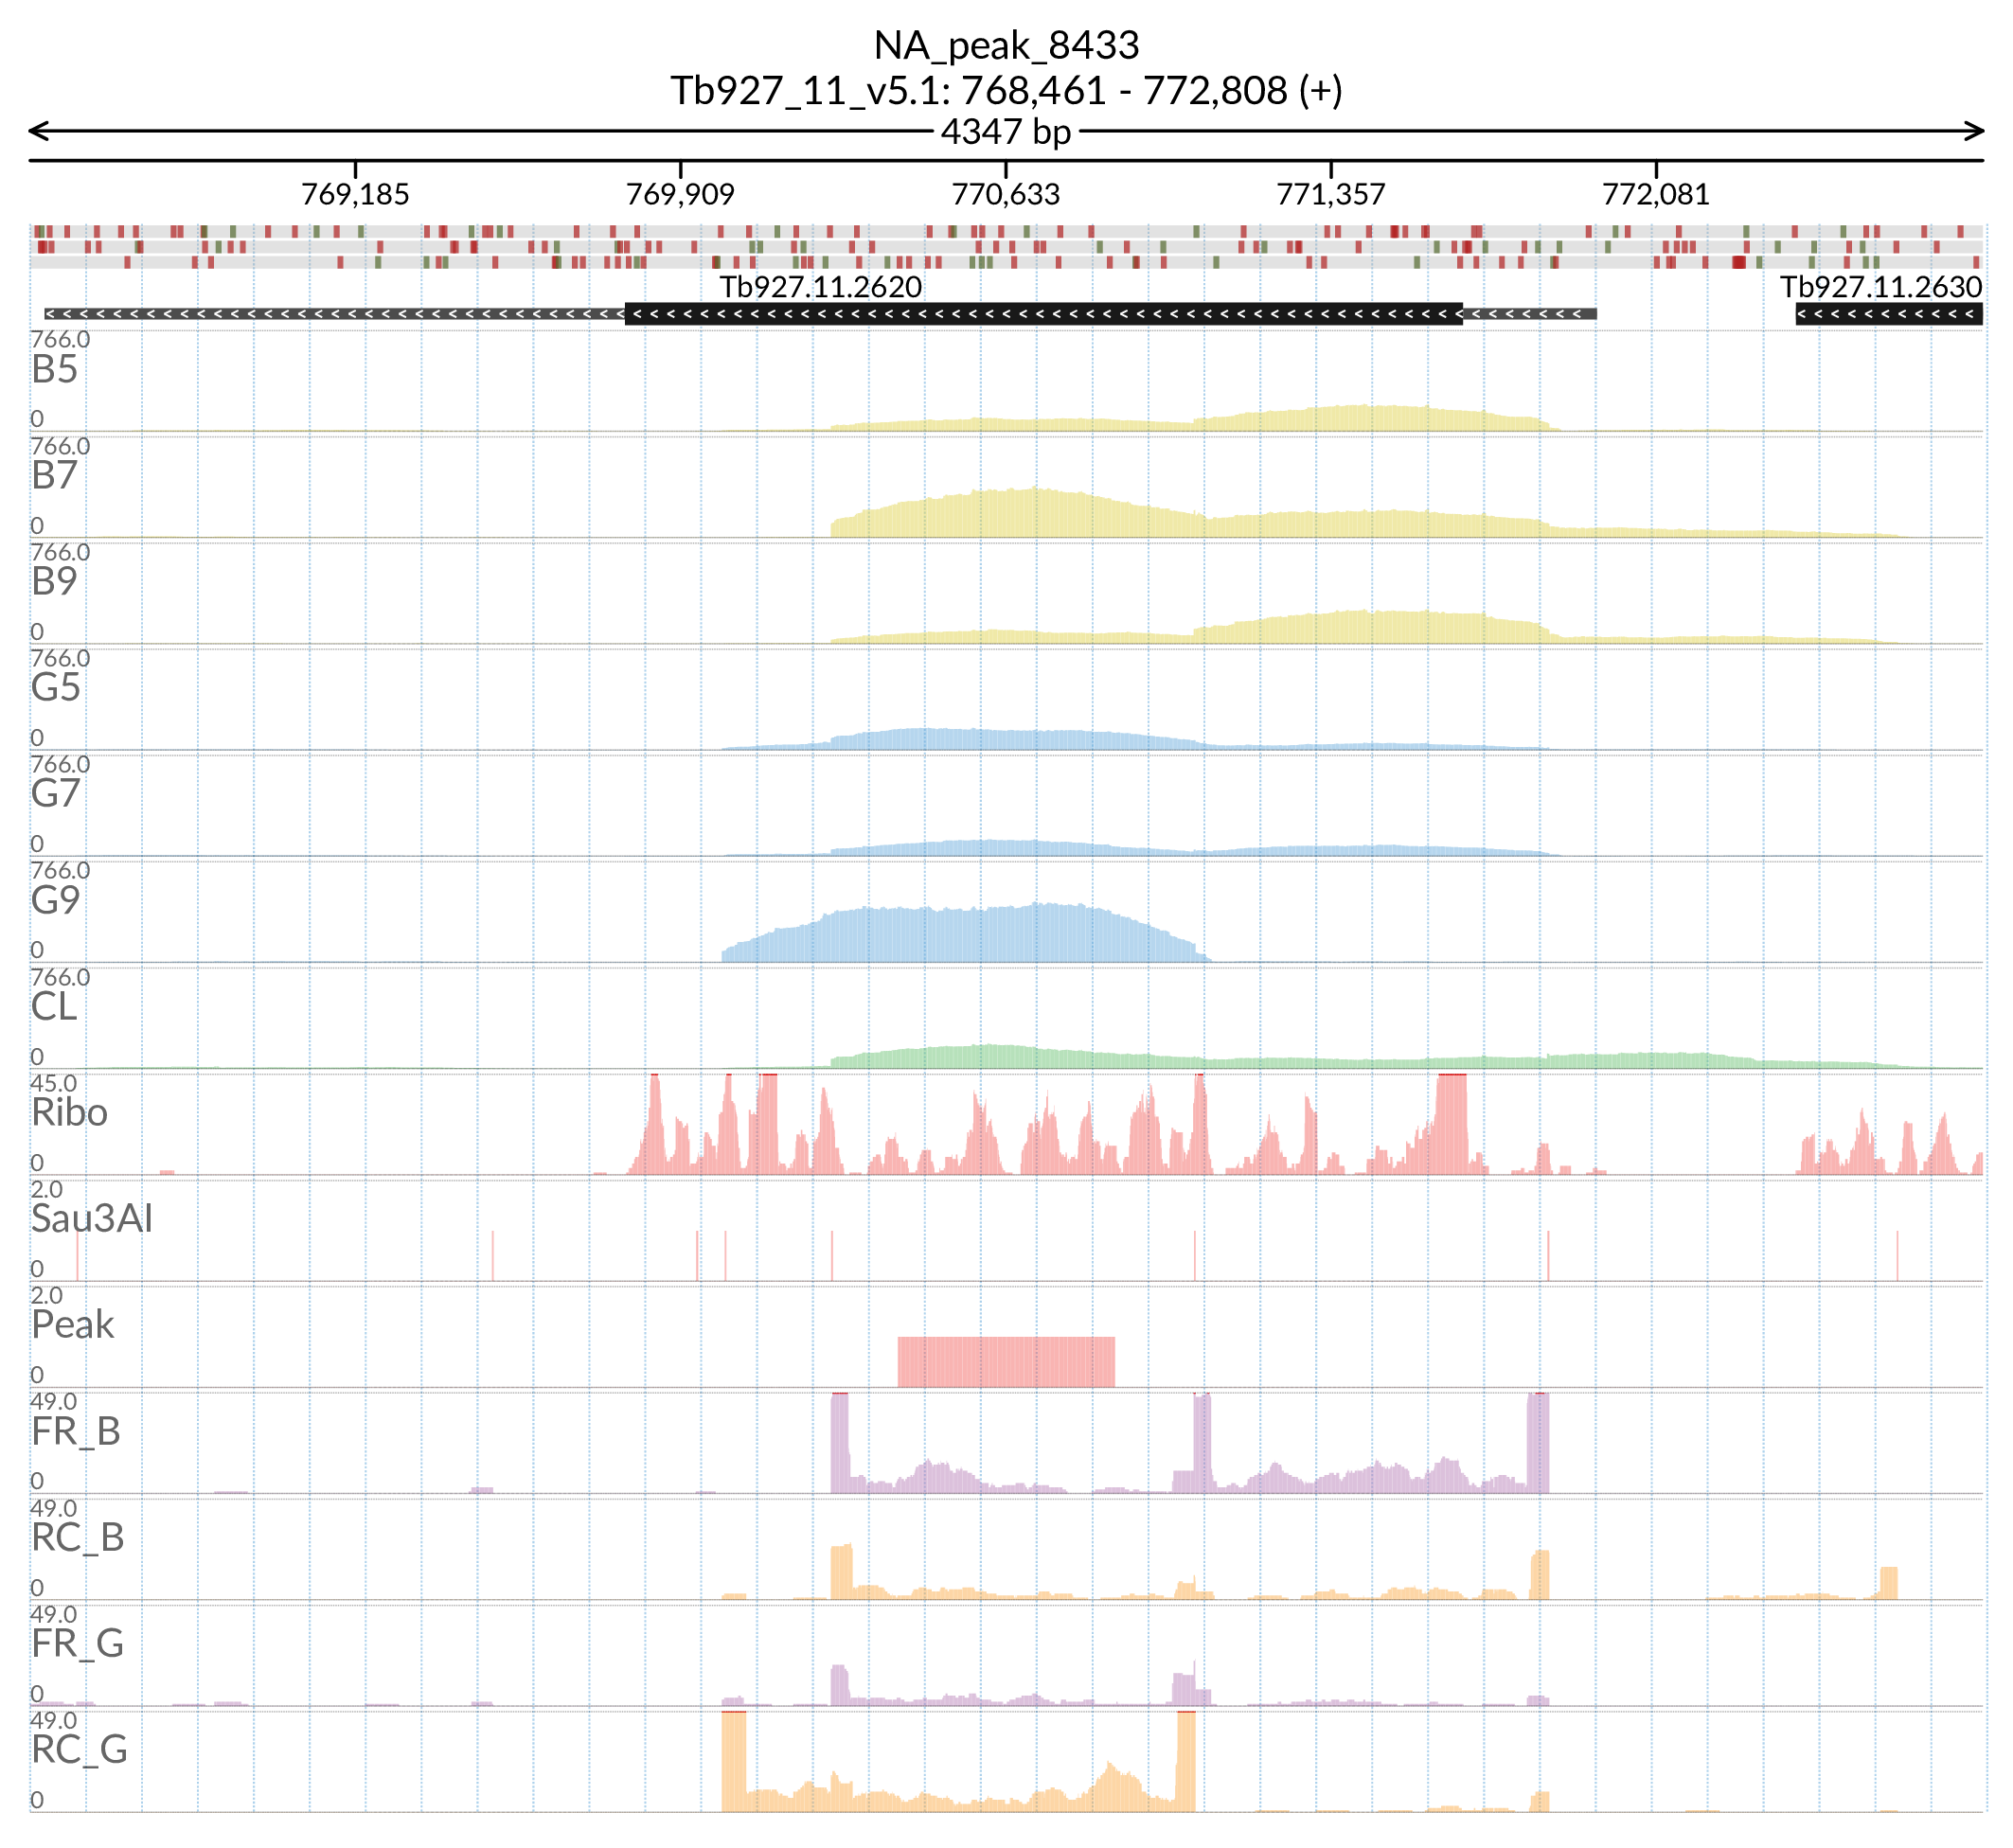 NA_peak_8433
Tb927_11_v5.1: 768,461 - 772,808 (+)
4347 bp
769,185 769,909 770,633 771,357 772,081
Tb927.11.2620 Tb927.11.2630
766.0
B5
0
766.0
B7
0
766.0
B9
0
766.0
G5
0
766.0
G7
0
766.0
G9
0
766.0
CL
0
45.0
Ribo
0
2.0
Sau3AI
0
2.0
Peak
0
49.0
FR_B
0
49.0
RC_B
0
49.0
FR_G
0
49.0
RC_G
0